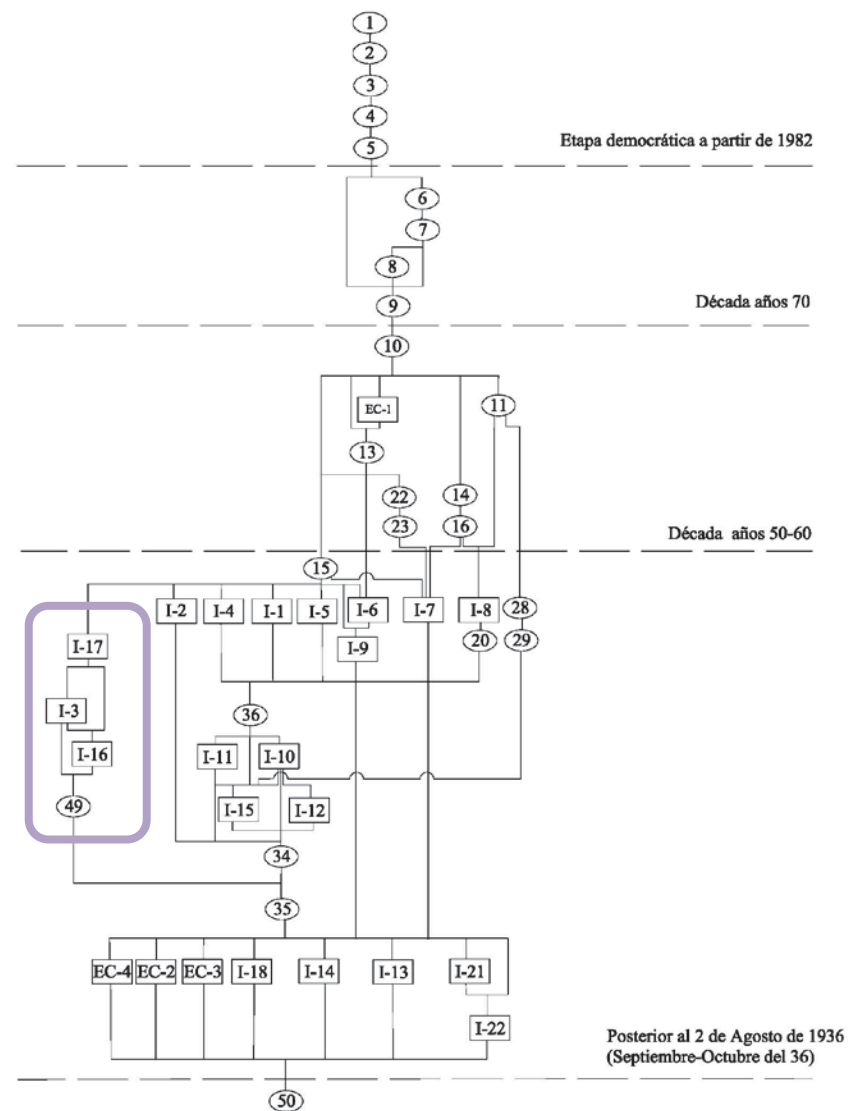 1
2
3
4
5
Etapa democrática a partir de 1982
6
7
8
9
Década años 70
10
EC-1
11
13
22
14
23
16
Década años 50-60
15
I-2
I-4
I-1
I-5
I-6
I-7
I-8
28
I-17
20
29
I-9
I-3
36
I-16
I-11
I-10
49
I-15
I-12
34
35
EC-4
EC-2
EC-3
I-18
I-14
I-13
I-21
I-22
Posterior al 2 de Agosto de 1936
(Septiembre-Octubre del 36)
50